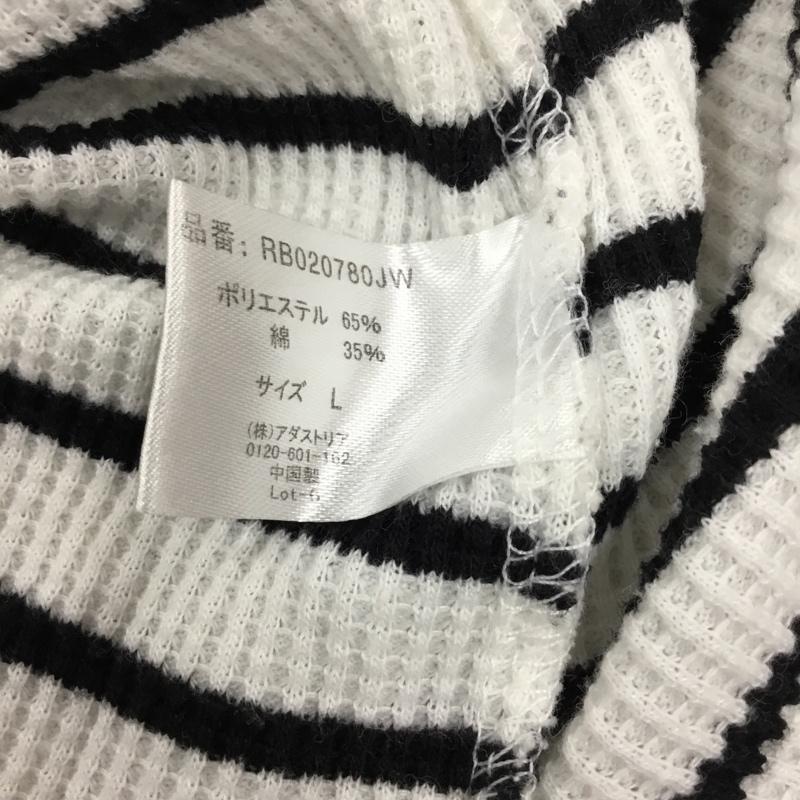 品番: RB020780JW
ポリエステル 65%
綿 35%
サイズ L
(株)アダストリア
0120-601-162
中国製
Lot-